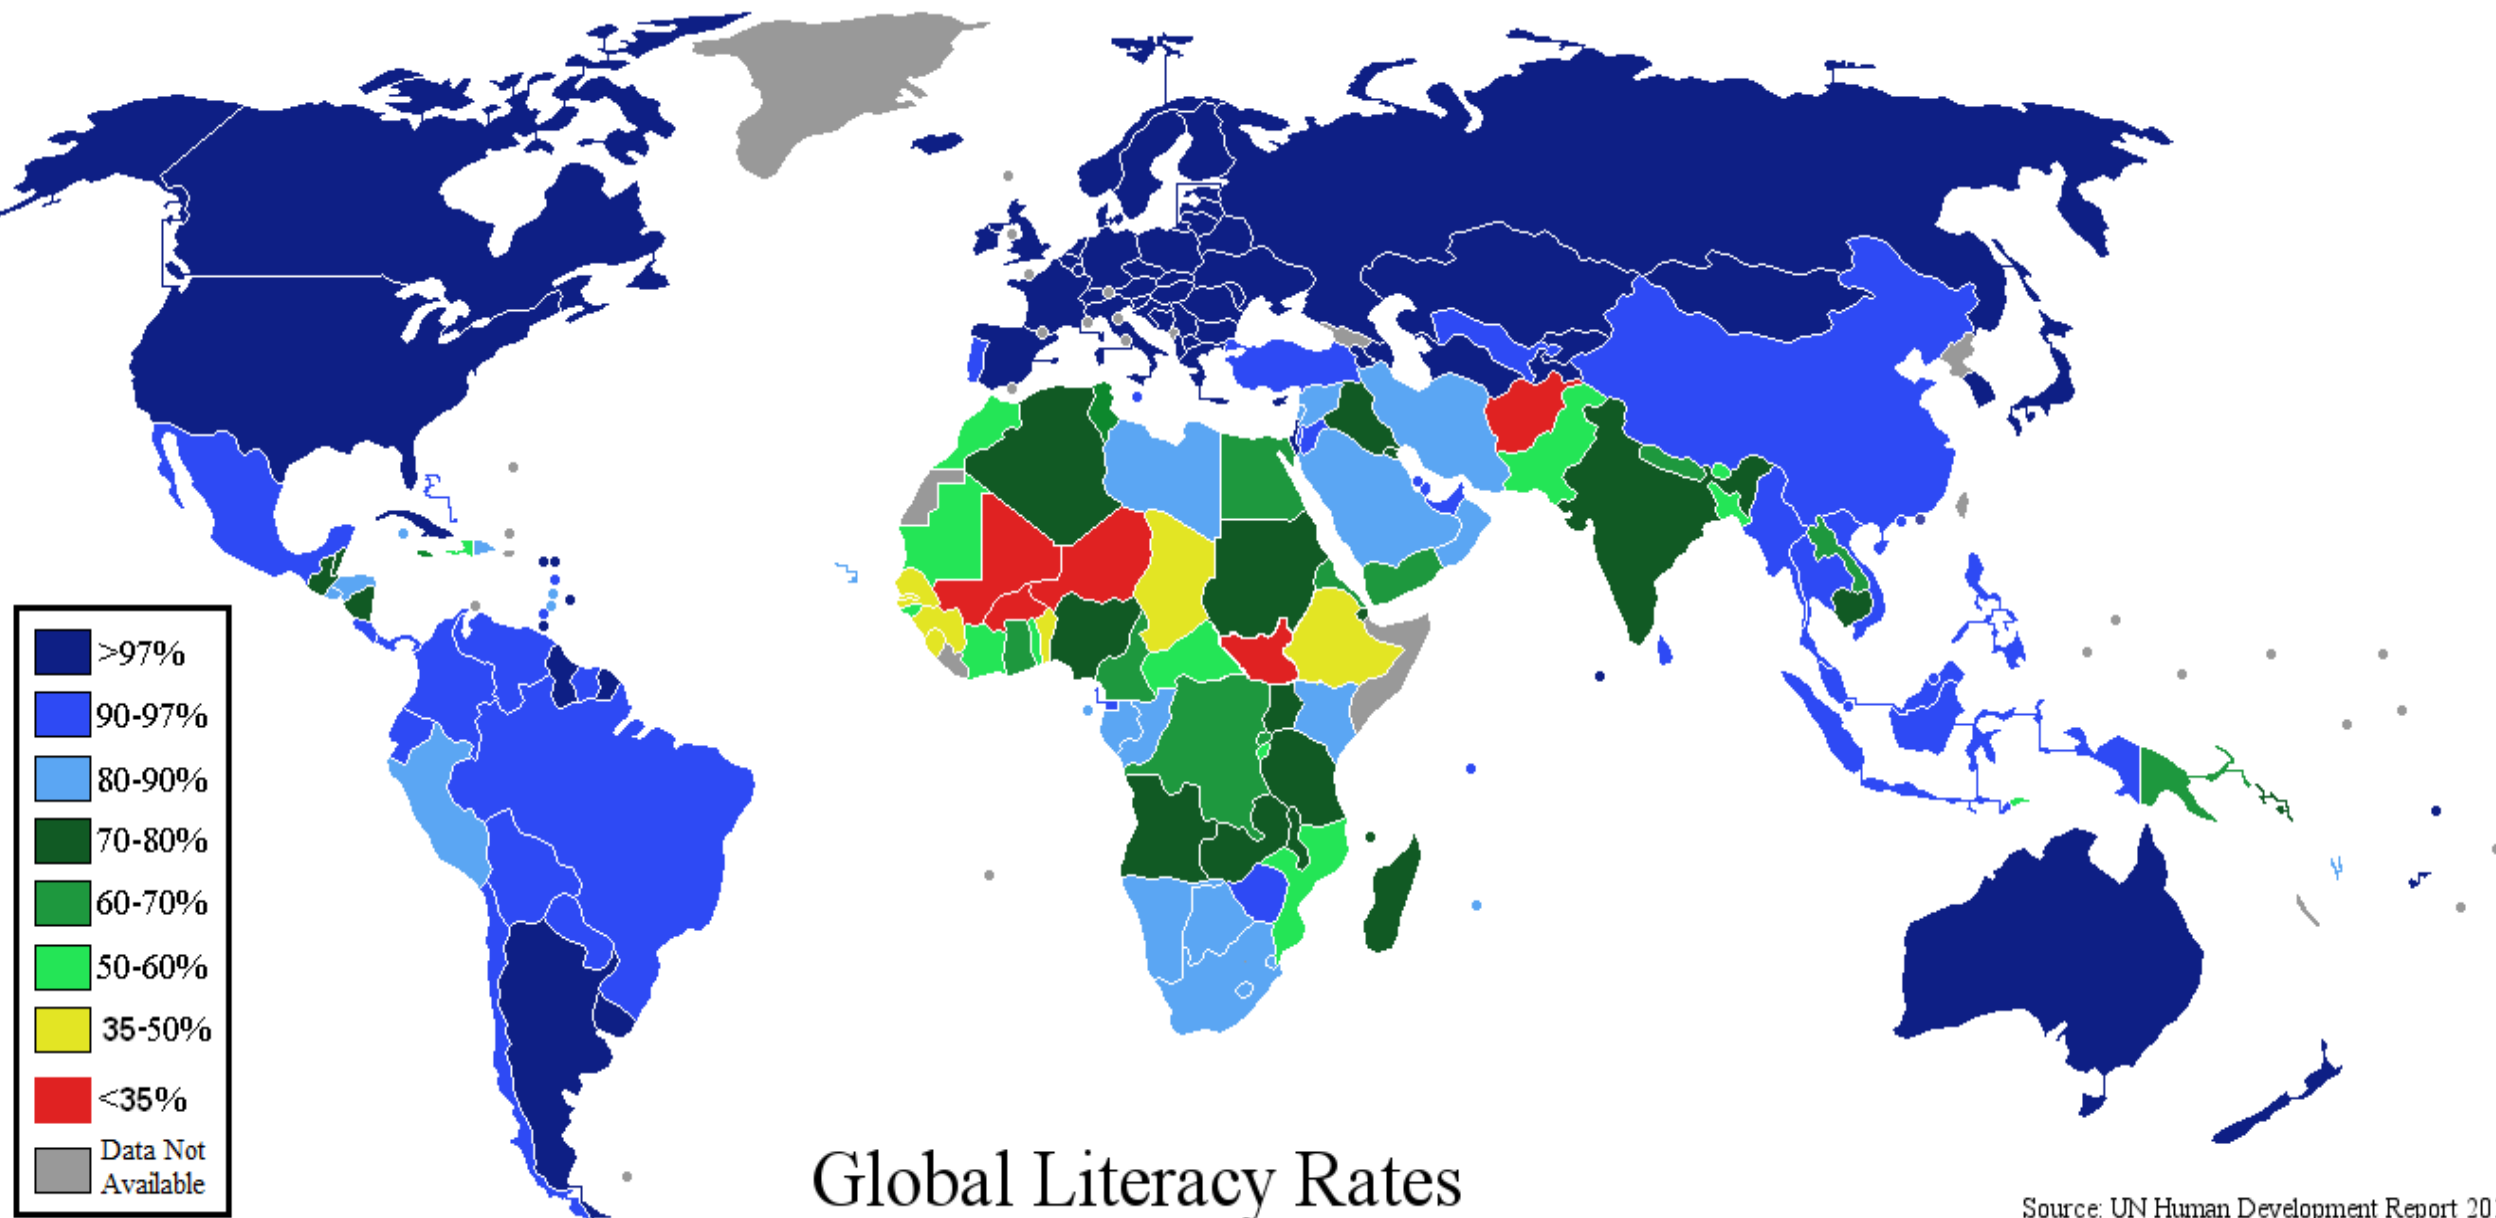 >97%
90-97%
80-90%
70-80%
60-70%
50-60%
35-50%
<35%
Data Not
Available
Global Literacy Rates
Source: UN Human Development Report